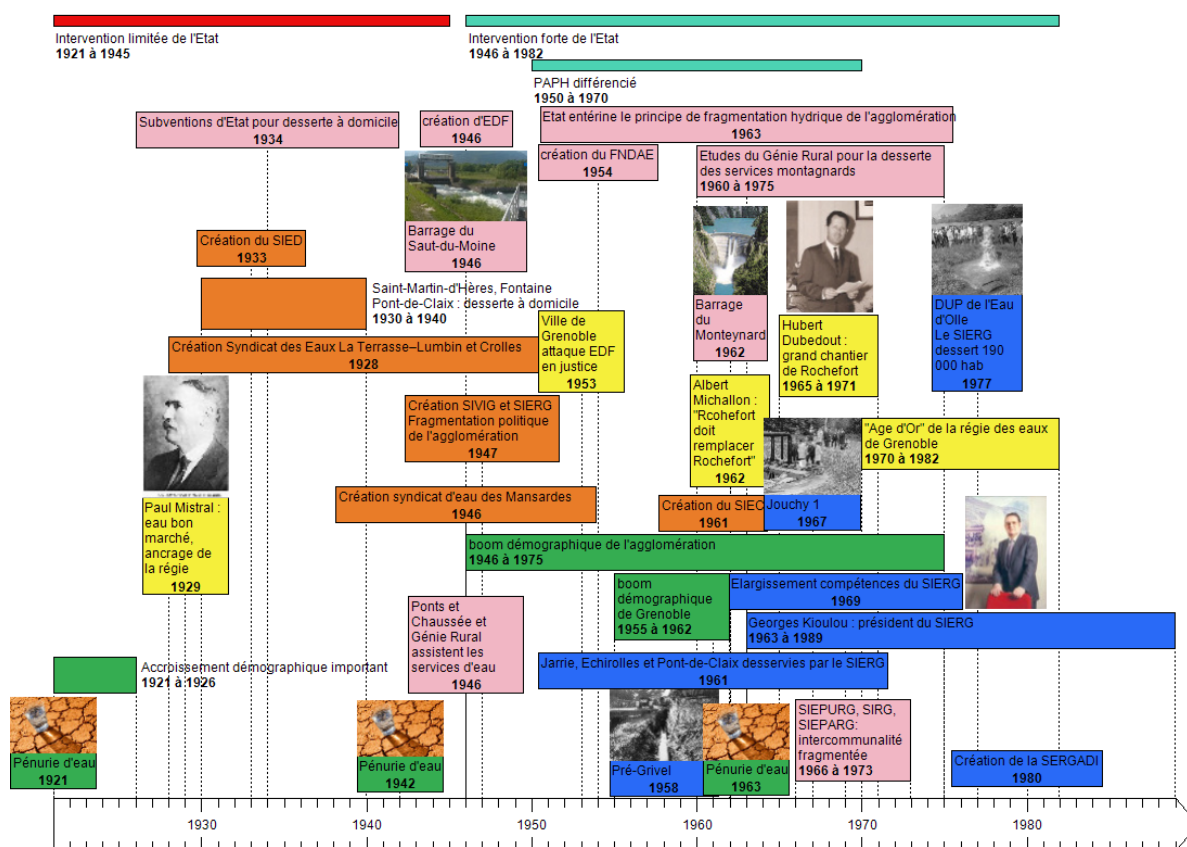 Intervention limitée de l'Etat
1921 à 1945
Intervention forte de l'Etat
1946 à 1982
PAPH différencié
1950 à 1970
Subventions d'Etat pour desserte à domicile
1934
création d'EDF
1946
Etat entérine le principe de fragmentation hydrique de l'agglomération
1963
création du FNDAE
1954
Etudes du Génie Rural pour la desserte
des services montagnards
1960 à 1975
Création du SIED
1933
Barrage du
Saut-du-Moine
1946
Saint-Martin-d'Hères, Fontaine
Pont-de-Claix : desserte à domicile
1930 à 1940
Barrage
du
Monteynard
1962
Hubert
Dubedout :
grand chantier
de Rochefort
1965 à 1971
DUP de l'Eau
d'Olle
Le SIERG
dessert 190
000 hab
1977
Ville de
Grenoble
attaque EDF
en justice
1953
Création Syndicat des Eaux La Terrasse–Lumbin et Crolles
1928
Albert
Michallon :
"Rcohefort
doit
remplacer
Rochefort"
1962
Création SIVIG et SIERG
Fragmentation politique
de l'agglomération
1947
"Age d'Or" de la régie des eaux
de Grenoble
1970 à 1982
Création syndicat d'eau des Mansardes
1946
Création du SIEC
1961
Jouchy 1
1967
Paul Mistral :
eau bon
marché,
ancrage de
la régie
1929
boom démographique de l'agglomération
1946 à 1975
boom
démographique
de Grenoble
1955 à 1962
Elargissement compétences du SIERG
1969
Ponts et
Chaussée et
Génie Rural
assistent les
services d'eau
1946
Georges Kioulou : président du SIERG
1963 à 1989
Accroissement démographique important
1921 à 1926
Jarrie, Echirolles et Pont-de-Claix desservies par le SIERG
1961
SIEPURG, SIRG,
SIEPARG:
intercommunalité
fragmentée
1966 à 1973
Pénurie d'eau
1921
Pénurie d'eau
1942
Pré-Grivel
1958
Pénurie d'eau
1963
Création de la SERGADI
1980
1930
1940
1950
1960
1970
1980